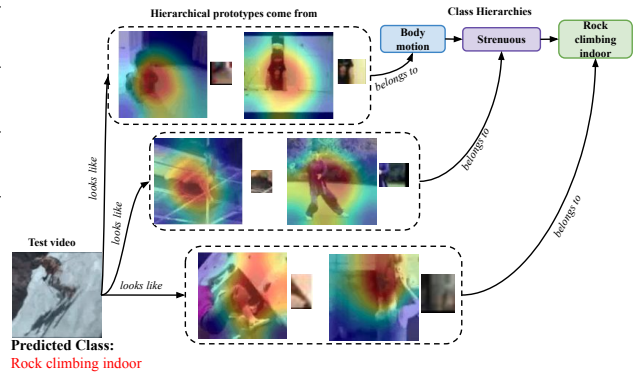 Hierarchical prototypes come from
Class Hierarchies
Body
motion
Strenuous
Rock
climbing
indoor
belongs to
belongs to
belongs to
looks like
looks like
looks like
Test video
Predicted Class:
Rock climbing indoor